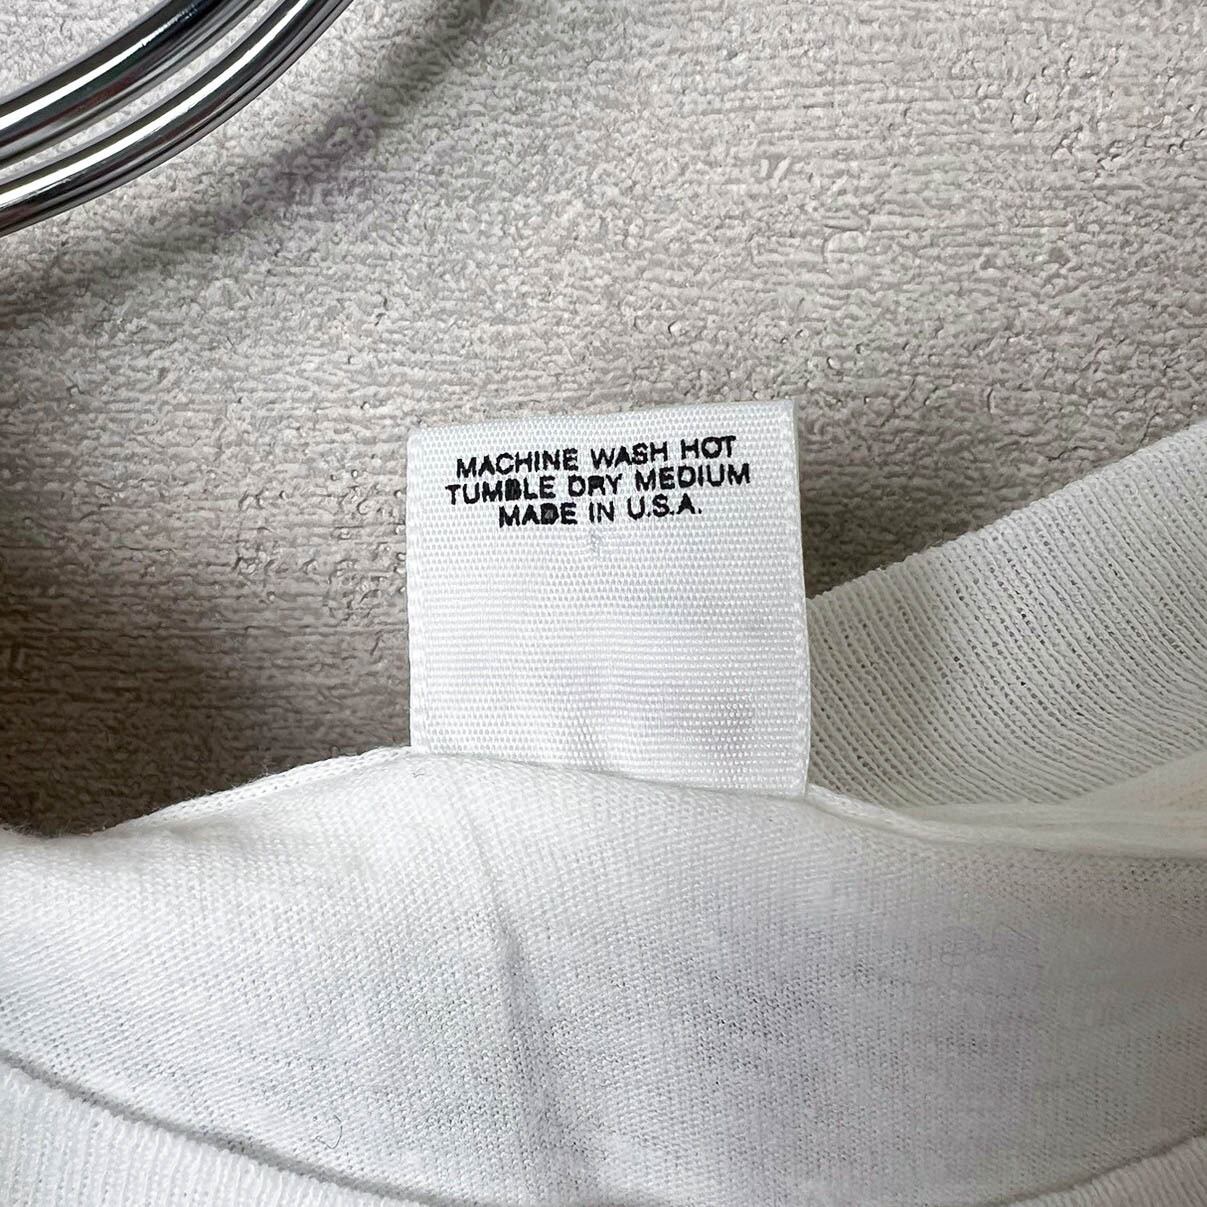 MACHINE WASH HOT
TUMBLE DRY MEDIUM
MADE IN U.S.A.